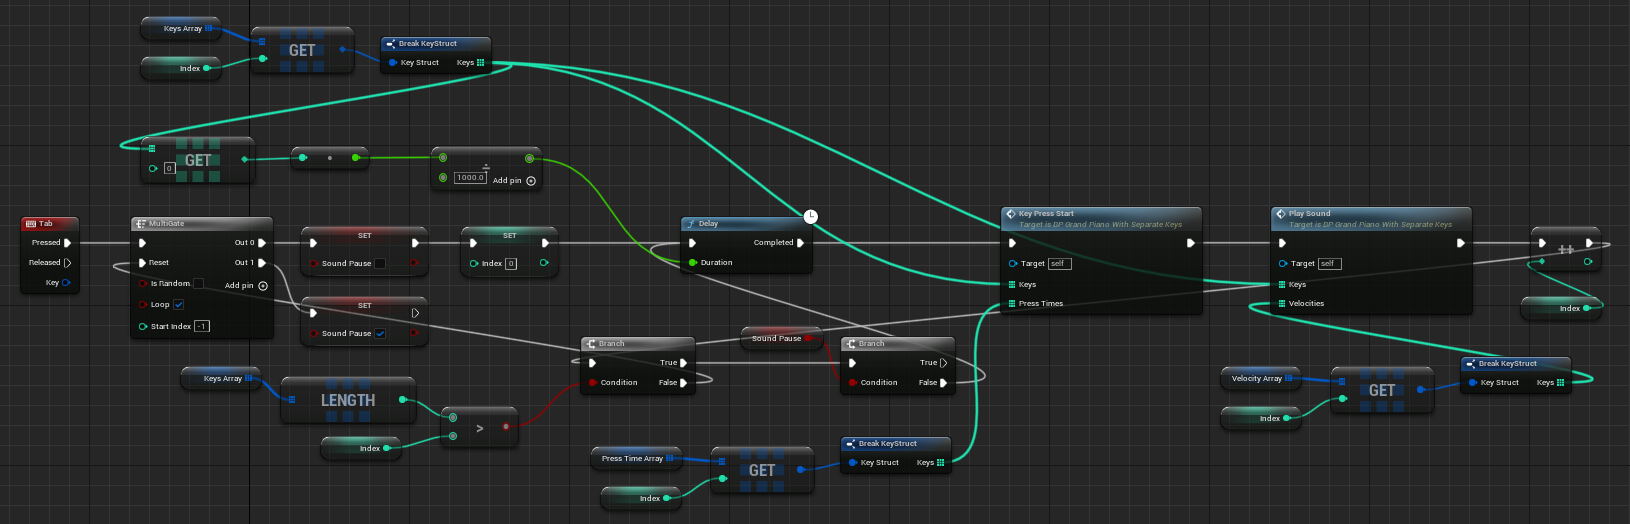 Keys Array
GET
Index
Break KeyStruct
Key Struct
Keys
GET
0
÷
1000.0
Add pin
Tab
Pressed
Released
Key
MultiGate
Out 0
Reset
Out 1
Is Random
Add pin
Loop
Start Index -1
SET
Sound Pause
SET
Index 0
SET
Sound Pause
f Delay
Completed
Duration
Key Press Start
Target is DP Grand Piano With Separate Keys
Target self
Keys
Press Times
Play Sound
Target is DP Grand Piano With Separate Keys
Target self
Keys
Velocities
++
Index
Sound Pause
Branch
True
Condition
False
Branch
True
Condition
False
Keys Array
LENGTH
Index
>
Press Time Array
GET
Index
Break KeyStruct
Key Struct
Keys
Velocity Array
GET
Index
Break KeyStruct
Key Struct
Keys